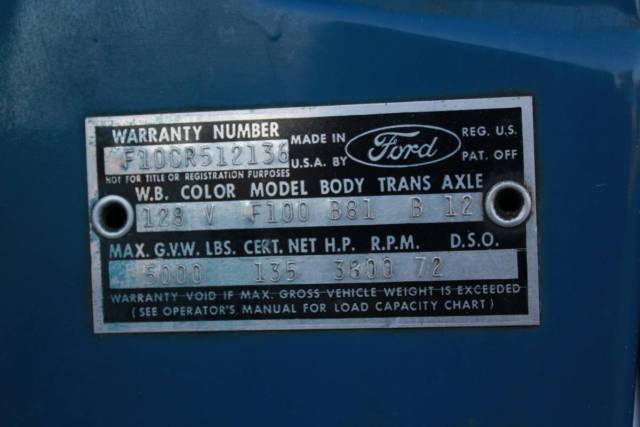 WARRANTY NUMBER MADE IN Ford REG. U.S.
F10CR512136 U.S.A. BY PAT. OFF
NOT FOR TITLE OR REGISTRATION PURPOSES
W.B. COLOR MODEL BODY TRANS AXLE
128 V F100 B81 B 12
MAX. G.V.W. LBS. CERT. NET H.P. R.P.M. D.S.O.
5000 135 3800 72
WARRANTY VOID IF MAX. GROSS VEHICLE WEIGHT IS EXCEEDED
(SEE OPERATOR'S MANUAL FOR LOAD CAPACITY CHART)